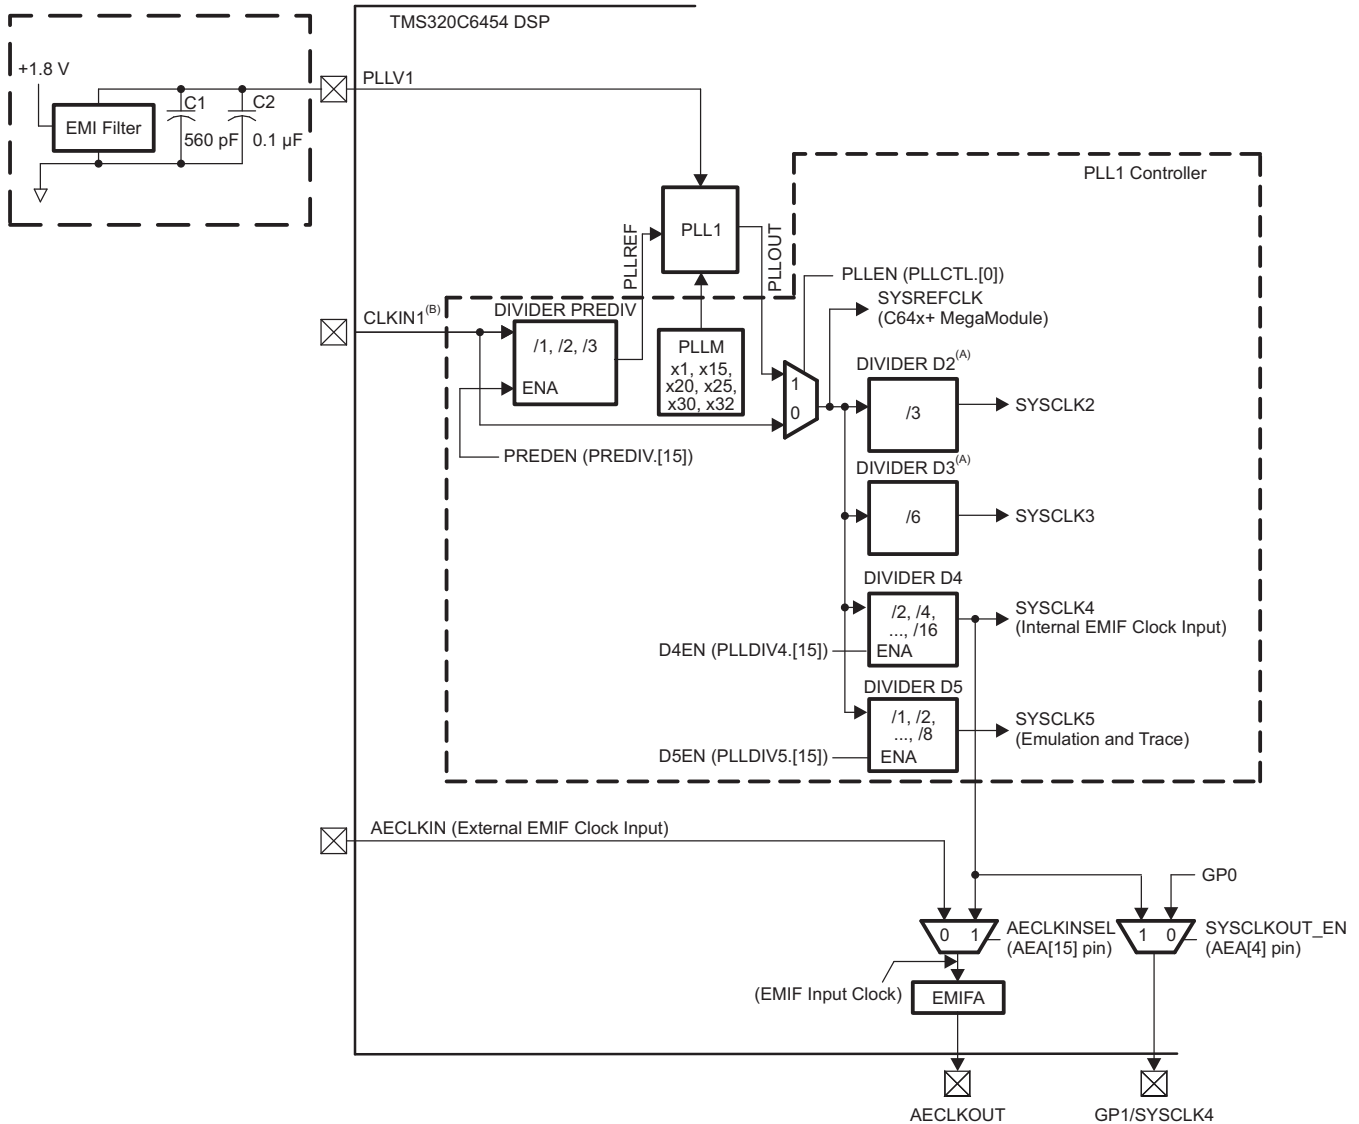 TMS320C6454 DSP
+1.8 V
PLLV1
C1
C2
EMI Filter
560 pF
0.1 µF
PLL1 Controller
PLL1
PLLREF
PLLOUT
PLLEN (PLLCTL.[0])
SYSREFCLK
(C64x+ MegaModule)
CLKIN1(B)
DIVIDER PREDIV
/1, /2, /3
ENA
PLLM
x1, x15,
x20, x25,
x30, x32
1
0
DIVIDER D2(A)
/3
SYSCLK2
PREDEN (PREDIV.[15])
DIVIDER D3(A)
/6
SYSCLK3
DIVIDER D4
/2, /4,
..., /16
ENA
SYSCLK4
(Internal EMIF Clock Input)
D4EN (PLLDIV4.[15])
DIVIDER D5
/1, /2,
..., /8
ENA
SYSCLK5
(Emulation and Trace)
D5EN (PLLDIV5.[15])
AECLKIN (External EMIF Clock Input)
GP0
0 1
AECLKINSEL
(AEA[15] pin)
1 0
SYSCLKOUT_EN
(AEA[4] pin)
(EMIF Input Clock)
EMIFA
AECLKOUT
GP1/SYSCLK4